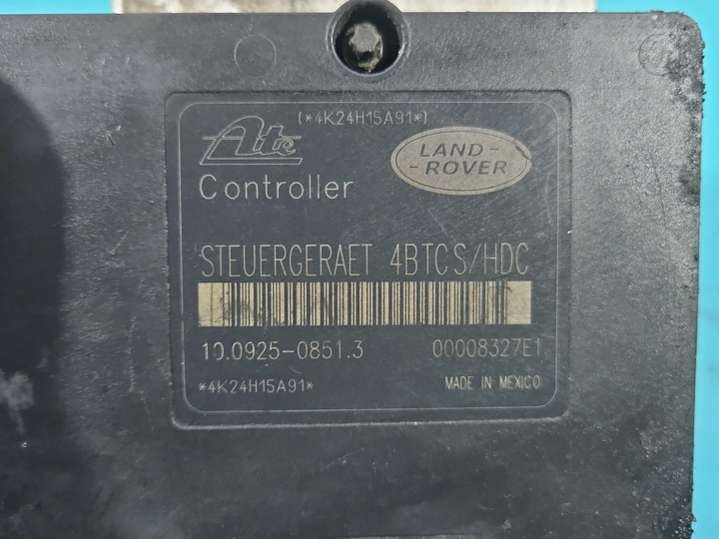 (*4K24H15A91*)
Ate
LAND-
-ROVER
Controller
STEUERGERAET 4BTCS/HDC
10.0925-0851.3 00008327E1
*4K24H15A91* MADE IN MEXICO